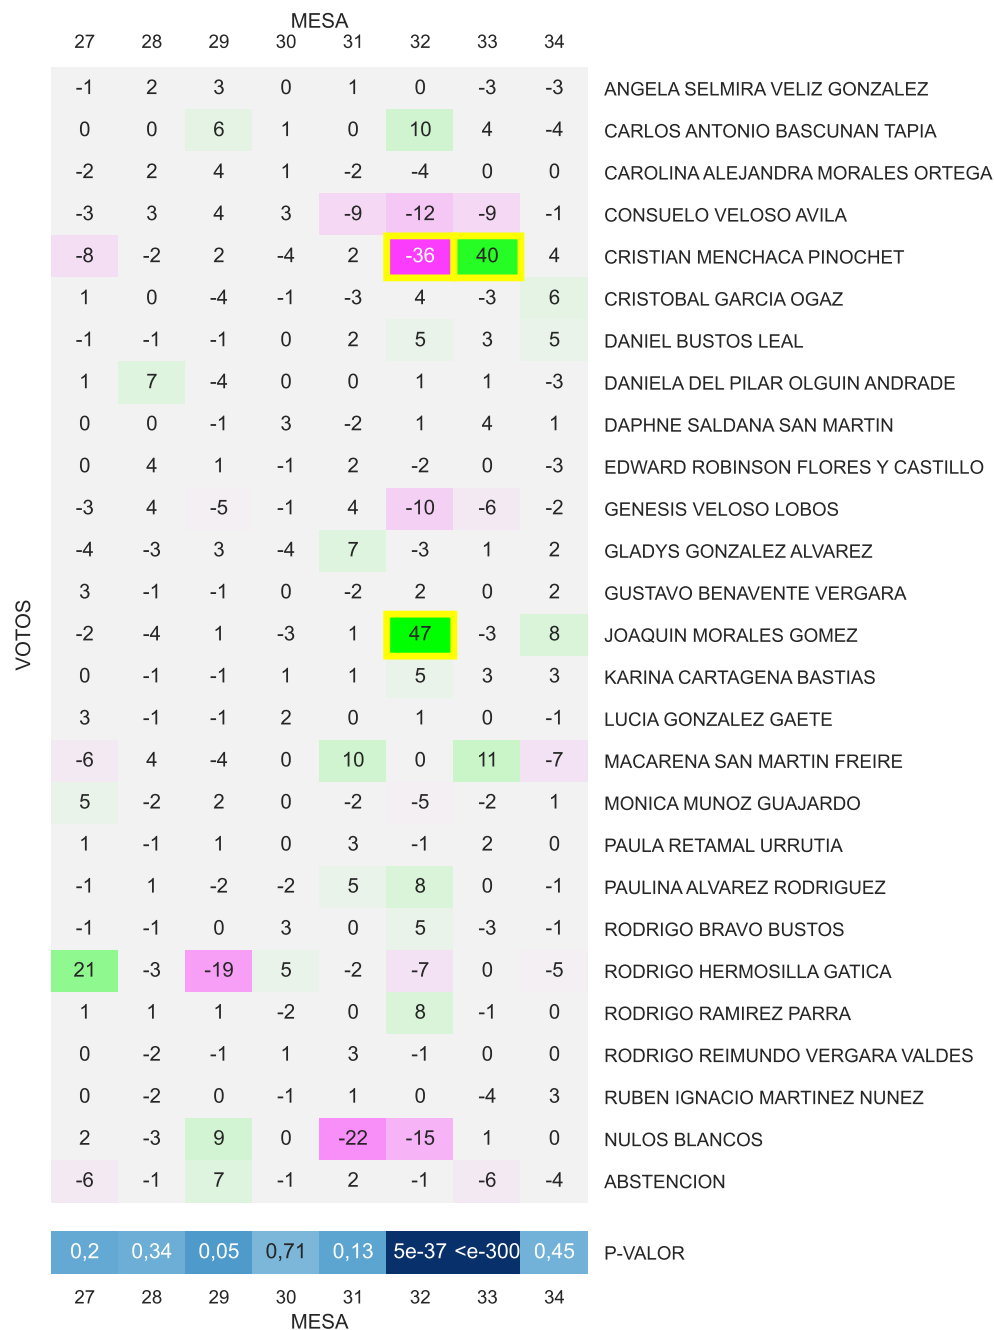 MESA
27 28 29 30 31 32 33 34
-1 2 3 0 1 0 -3 -3 ANGELA SELMIRA VELIZ GONZALEZ
0 0 6 1 0 10 4 -4 CARLOS ANTONIO BASCUNAN TAPIA
-2 2 4 1 -2 -4 0 0 CAROLINA ALEJANDRA MORALES ORTEGA
-3 3 4 3 -9 -12 -9 -1 CONSUELO VELOSO AVILA
-8 -2 2 -4 2 -36 40 4 CRISTIAN MENCHACA PINOCHET
1 0 -4 -1 -3 4 -3 6 CRISTOBAL GARCIA OGAZ
-1 -1 -1 0 2 5 3 5 DANIEL BUSTOS LEAL
1 7 -4 0 0 1 1 -3 DANIELA DEL PILAR OLGUIN ANDRADE
0 0 -1 3 -2 1 4 1 DAPHNE SALDANA SAN MARTIN
0 4 1 -1 2 -2 0 -3 EDWARD ROBINSON FLORES Y CASTILLO
-3 4 -5 -1 4 -10 -6 -2 GENESIS VELOSO LOBOS
-4 -3 3 -4 7 -3 1 2 GLADYS GONZALEZ ALVAREZ
3 -1 -1 0 -2 2 0 2 GUSTAVO BENAVENTE VERGARA
VOTOS
-2 -4 1 -3 1 47 -3 8 JOAQUIN MORALES GOMEZ
0 -1 -1 1 1 5 3 3 KARINA CARTAGENA BASTIAS
3 -1 -1 2 0 1 0 -1 LUCIA GONZALEZ GAETE
-6 4 -4 0 10 0 11 -7 MACARENA SAN MARTIN FREIRE
5 -2 2 0 -2 -5 -2 1 MONICA MUNOZ GUAJARDO
1 -1 1 0 3 -1 2 0 PAULA RETAMAL URRUTIA
-1 1 -2 -2 5 8 0 -1 PAULINA ALVAREZ RODRIGUEZ
-1 -1 0 3 0 5 -3 -1 RODRIGO BRAVO BUSTOS
21 -3 -19 5 -2 -7 0 -5 RODRIGO HERMOSILLA GATICA
1 1 1 -2 0 8 -1 0 RODRIGO RAMIREZ PARRA
0 -2 -1 1 3 -1 0 0 RODRIGO REIMUNDO VERGARA VALDES
0 -2 0 -1 1 0 -4 3 RUBEN IGNACIO MARTINEZ NUNEZ
2 -3 9 0 -22 -15 1 0 NULOS BLANCOS
-6 -1 7 -1 2 -1 -6 -4 ABSTENCION
0,2 0,34 0,05 0,71 0,13 5e-37 <e-300 0,45 P-VALOR
27 28 29 30 31 32 33 34
MESA